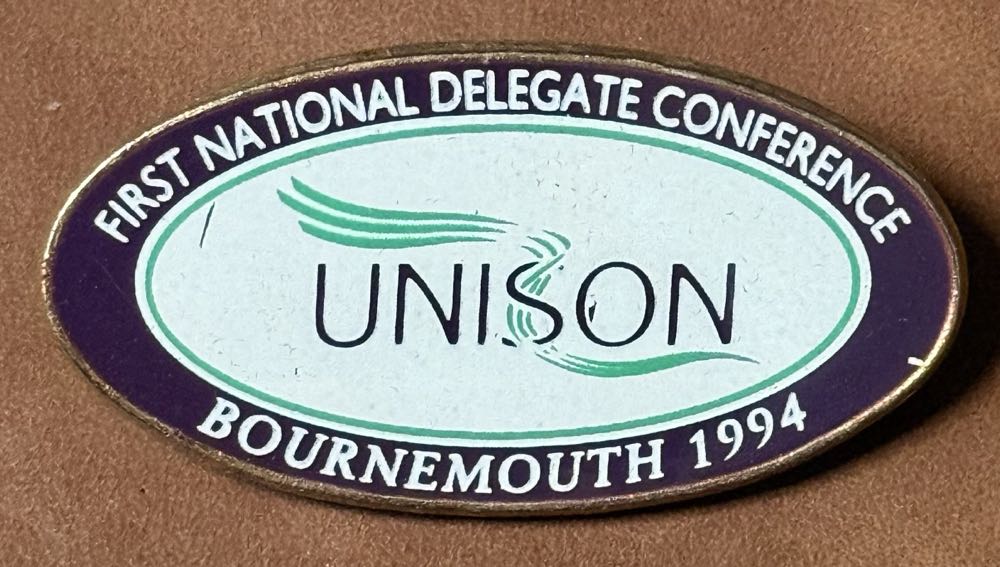 FIRST NATIONAL DELEGATE CONFERENCE
UNISON
BOURNEMOUTH 1994